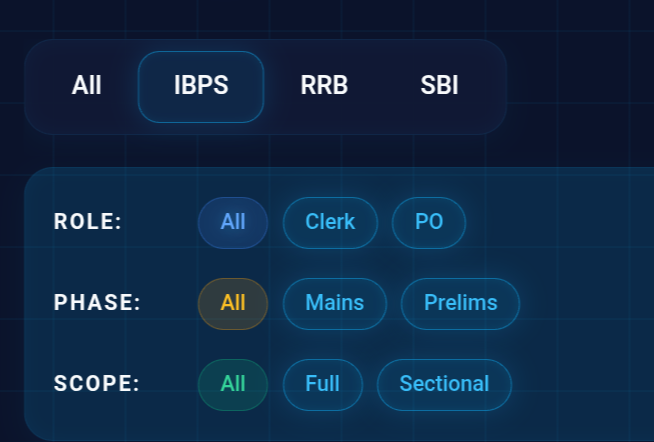 All IBPS RRB SBI
ROLE: All Clerk PO
PHASE: All Mains Prelims
SCOPE: All Full Sectional